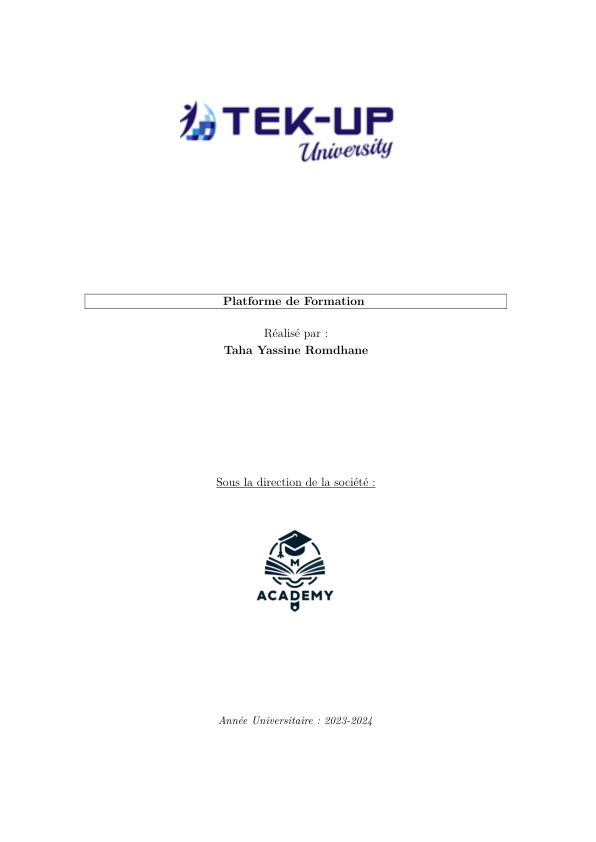 TEK-UP
University
Platforme de Formation
Réalisé par :
Taha Yassine Romdhane
Sous la direction de la société :
M
ACADEMY
Année Universitaire : 2023-2024